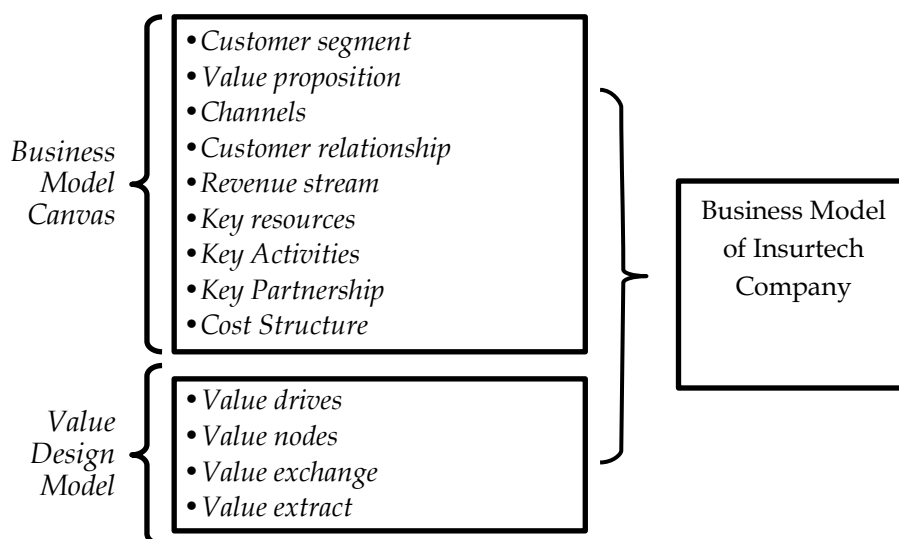 Business
Model
Canvas
•Customer segment
•Value proposition
•Channels
•Customer relationship
•Revenue stream
•Key resources
•Key Activities
•Key Partnership
•Cost Structure
Value
Design
Model
•Value drives
•Value nodes
•Value exchange
•Value extract
Business Model
of Insurtech
Company